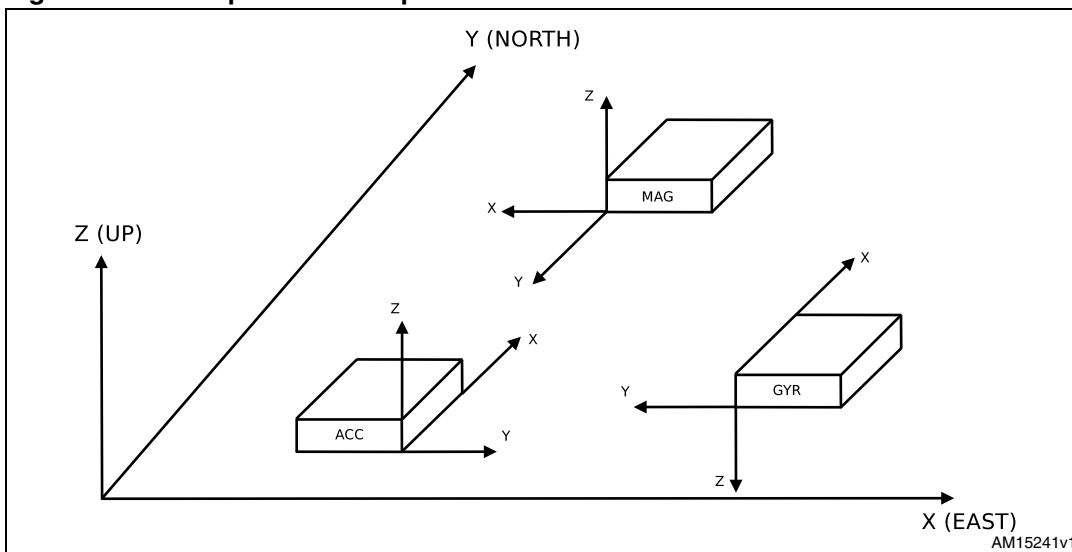 Y (NORTH)
Z
MAG
X
Y
Z (UP)
X
Z
X
GYR
Y
ACC
Y
Z
X (EAST)
AM15241v1